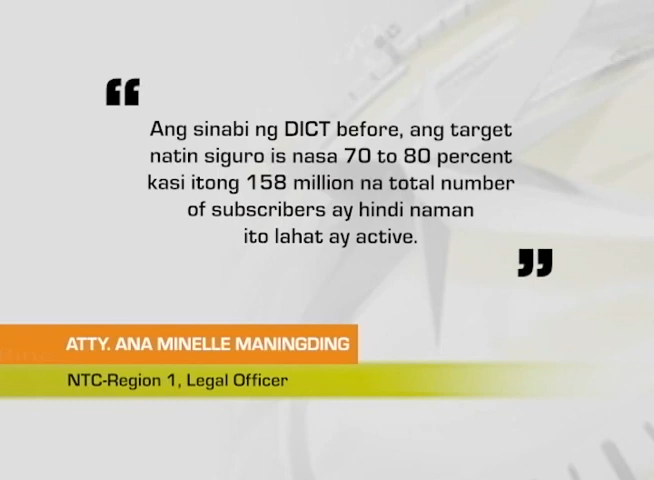 “
Ang sinabi ng DICT before, ang target
natin siguro is nasa 70 to 80 percent
kasi itong 158 million na total number
of subscribers ay hindi naman
ito lahat ay active.
”
ATTY. ANA MINELLE MANINGDING
NTC-Region 1, Legal Officer